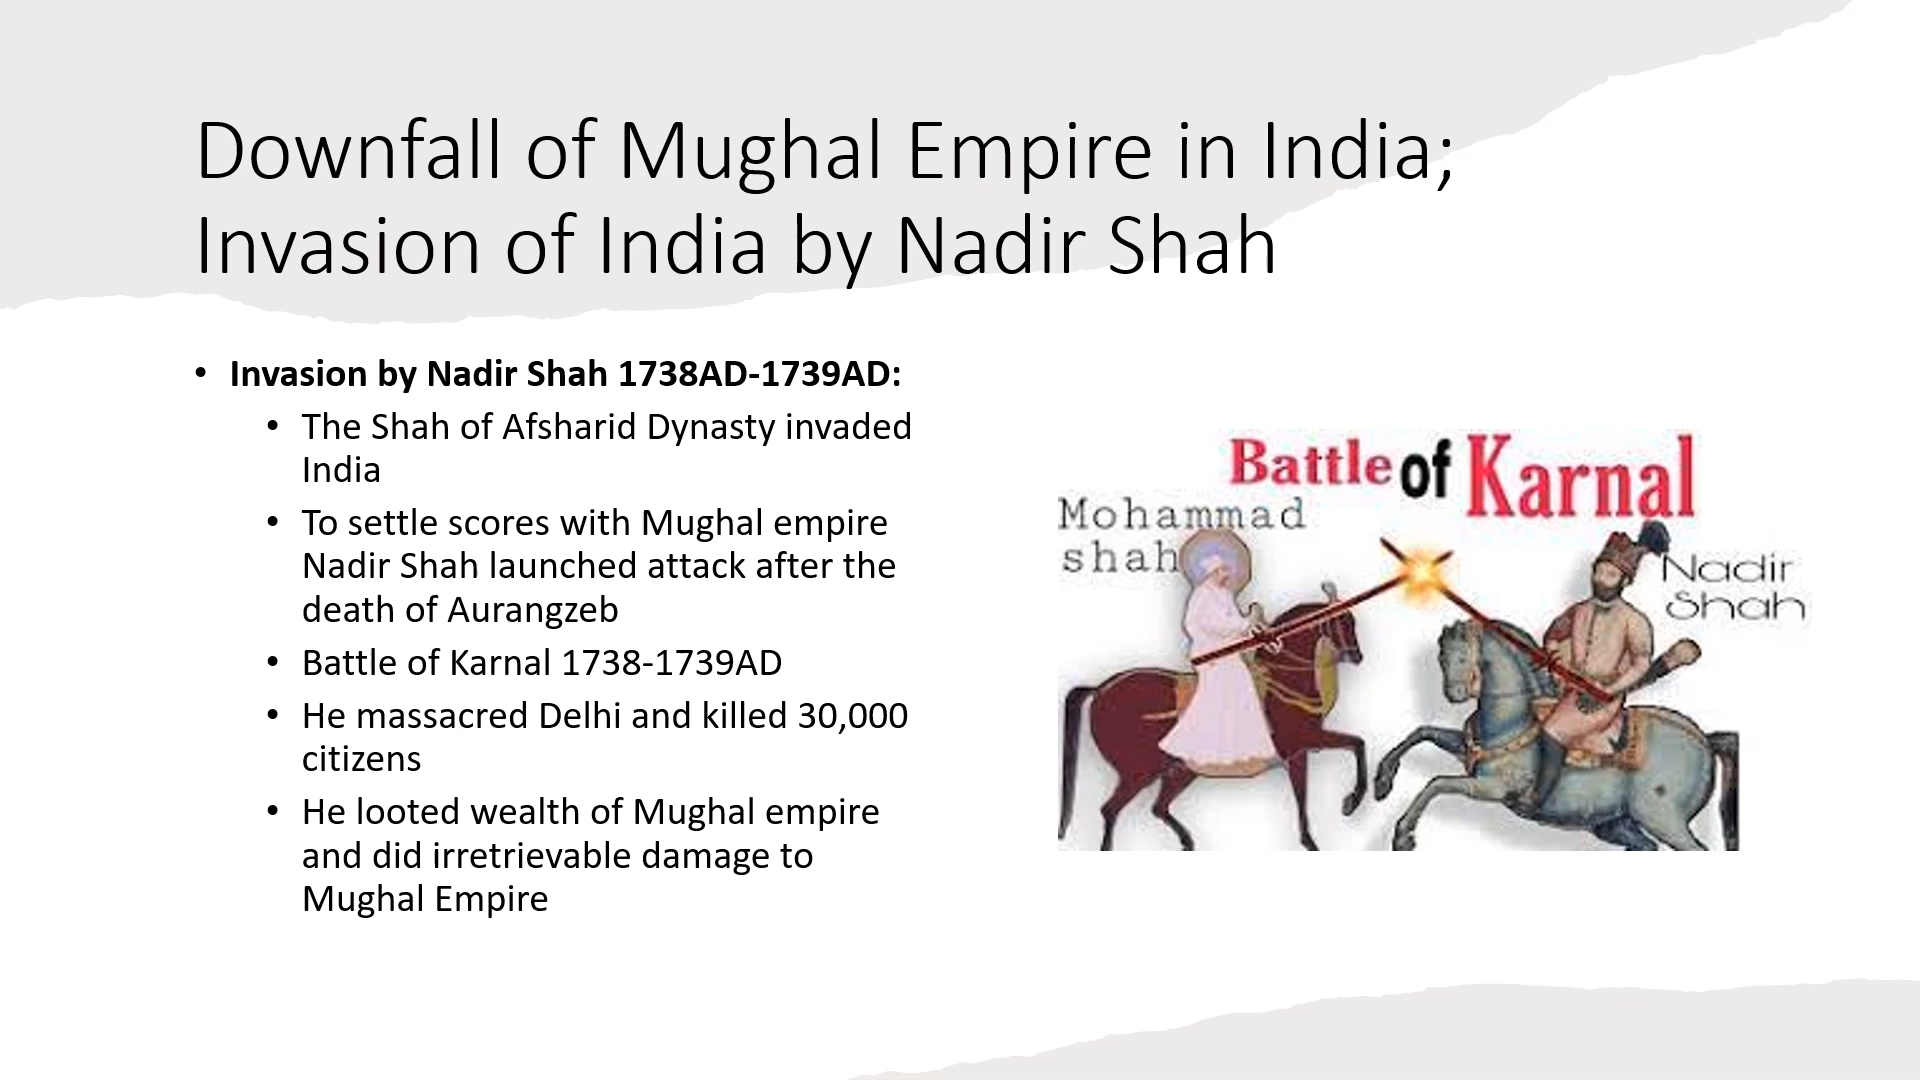 Downfall of Mughal Empire in India;
Invasion of India by Nadir Shah
• Invasion by Nadir Shah 1738AD-1739AD:
• The Shah of Afsharid Dynasty invaded
India
• To settle scores with Mughal empire
Nadir Shah launched attack after the
death of Aurangzeb
• Battle of Karnal 1738-1739AD
• He massacred Delhi and killed 30,000
citizens
• He looted wealth of Mughal empire
and did irretrievable damage to
Mughal Empire
Battle of Karnal
Mohammad
shah
Nadir
Shah